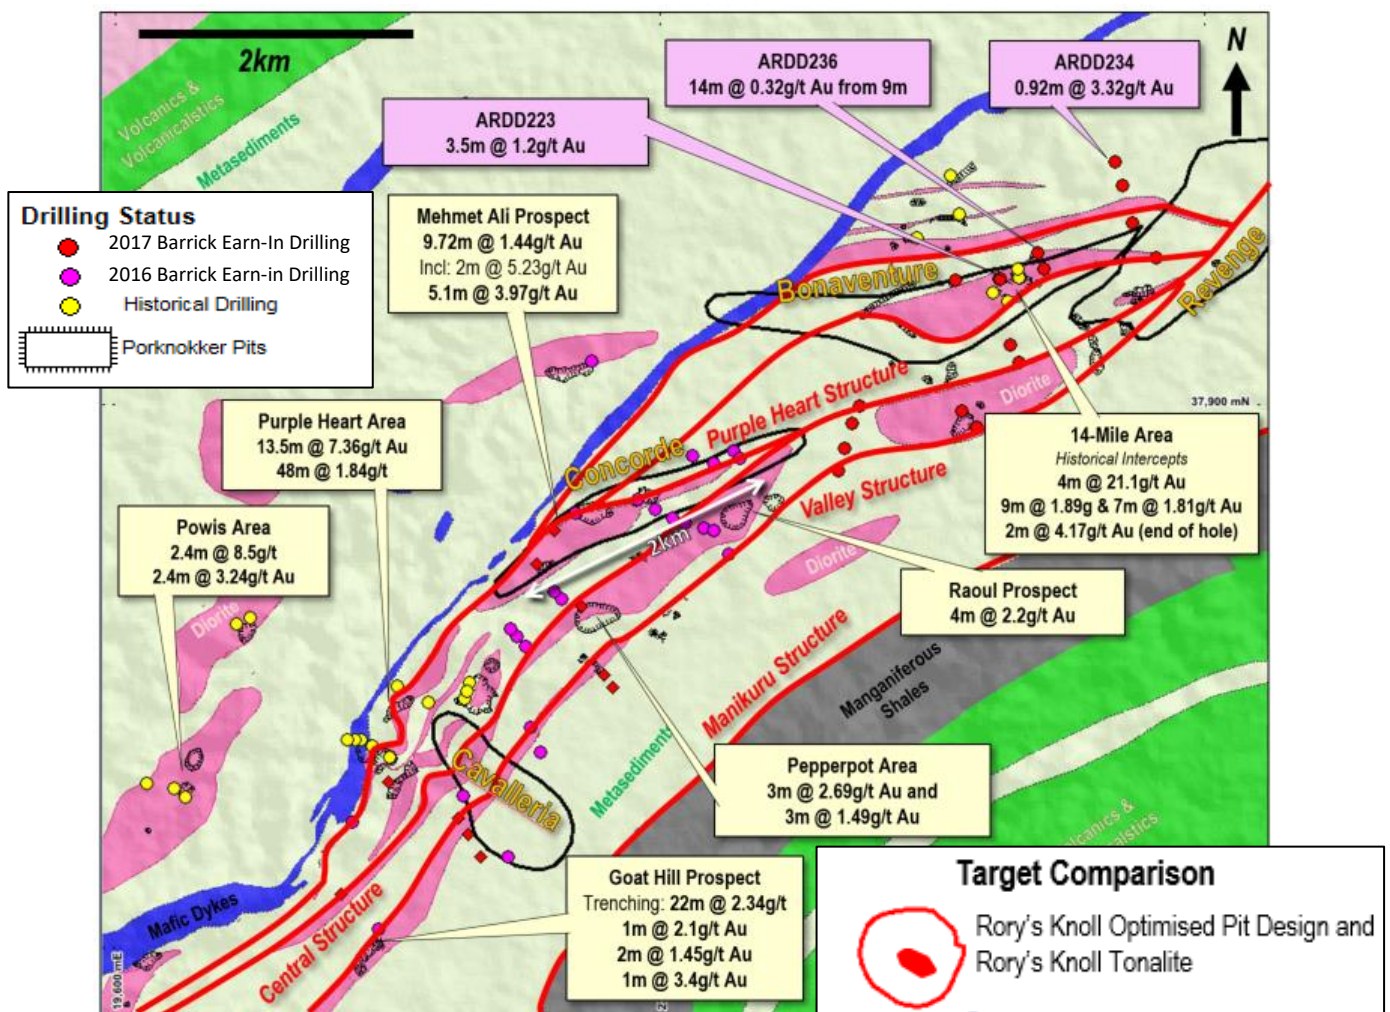 2km
N
ARDD236
14m @ 0.32g/t Au from 9m
ARDD234
0.92m @ 3.32g/t Au
ARDD223
3.5m @ 1.2g/t Au
Volcanics &
Volcanicalstics
Metasediments
Drilling Status
2017 Barrick Earn-In Drilling
2016 Barrick Earn-in Drilling
Historical Drilling
Porknokker Pits
Mehmet Ali Prospect
9.72m @ 1.44g/t Au
Incl: 2m @ 5.23g/t Au
5.1m @ 3.97g/t Au
Bonaventure
Revenge
Purple Heart Structure
Diorite
37,900 mN
Purple Heart Area
13.5m @ 7.36g/t Au
48m @ 1.84g/t
Concorde
Valley Structure
14-Mile Area
Historical Intercepts
4m @ 21.1g/t Au
9m @ 1.89g & 7m @ 1.81g/t Au
2m @ 4.17g/t Au (end of hole)
Powis Area
2.4m @ 8.5g/t
2.4m @ 3.24g/t Au
2km
Diorite
Raoul Prospect
4m @ 2.2g/t Au
Diorite
Manikuru Structure
Manganiferous
Shales
Metasediments
Cavalleria
Pepperpot Area
3m @ 2.69g/t Au and
3m @ 1.49g/t Au
Goat Hill Prospect
Trenching: 22m @ 2.34g/t
1m @ 2.1g/t Au
2m @ 1.45g/t Au
1m @ 3.4g/t Au
Mafic Dykes
Central Structure
19,600 mE
Target Comparison
Rory's Knoll Optimised Pit Design and
Rory's Knoll Tonalite